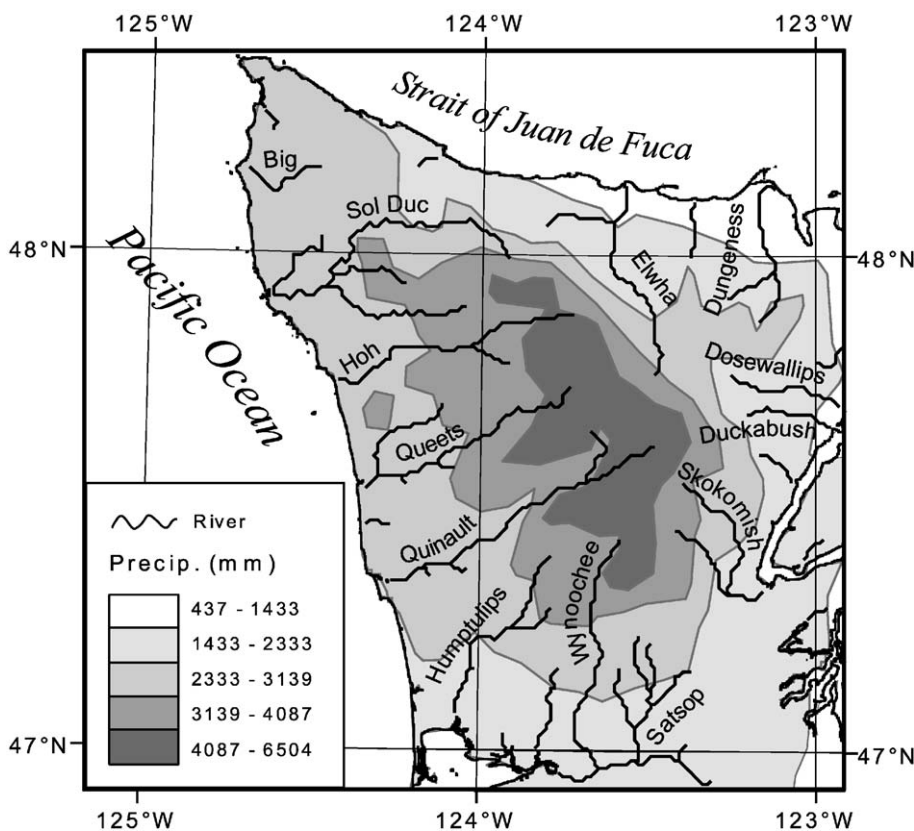 125°W
124°W
123°W
Strait of Juan de Fuca
Big
Sol Duc
48°N
48°N
Pacific Ocean
Elwha
Dungeness
Hoh
Dosewallips
Queets
Duckabush
Skokomish
Quinault
Wynoochee
Humptulips
Satsop
River
Precip. (mm)
437 - 1433
1433 - 2333
2333 - 3139
3139 - 4087
4087 - 6504
47°N
47°N
125°W
124°W
123°W